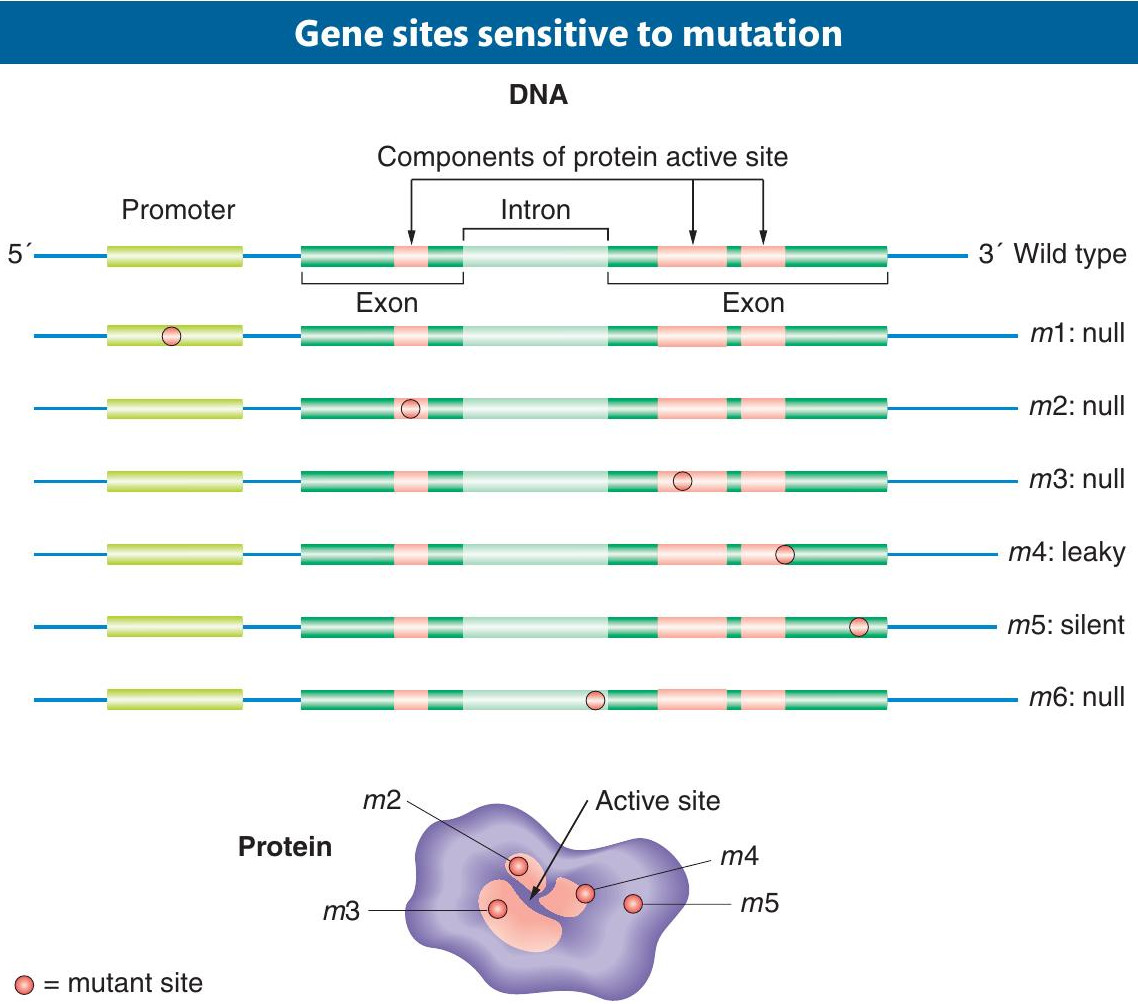 Gene sites sensitive to mutation
DNA
Components of protein active site
Promoter
Intron
5´
3´ Wild type
Exon
Exon
m1: null
m2: null
m3: null
m4: leaky
m5: silent
m6: null
m2
Active site
Protein
m4
m3
m5
= mutant site